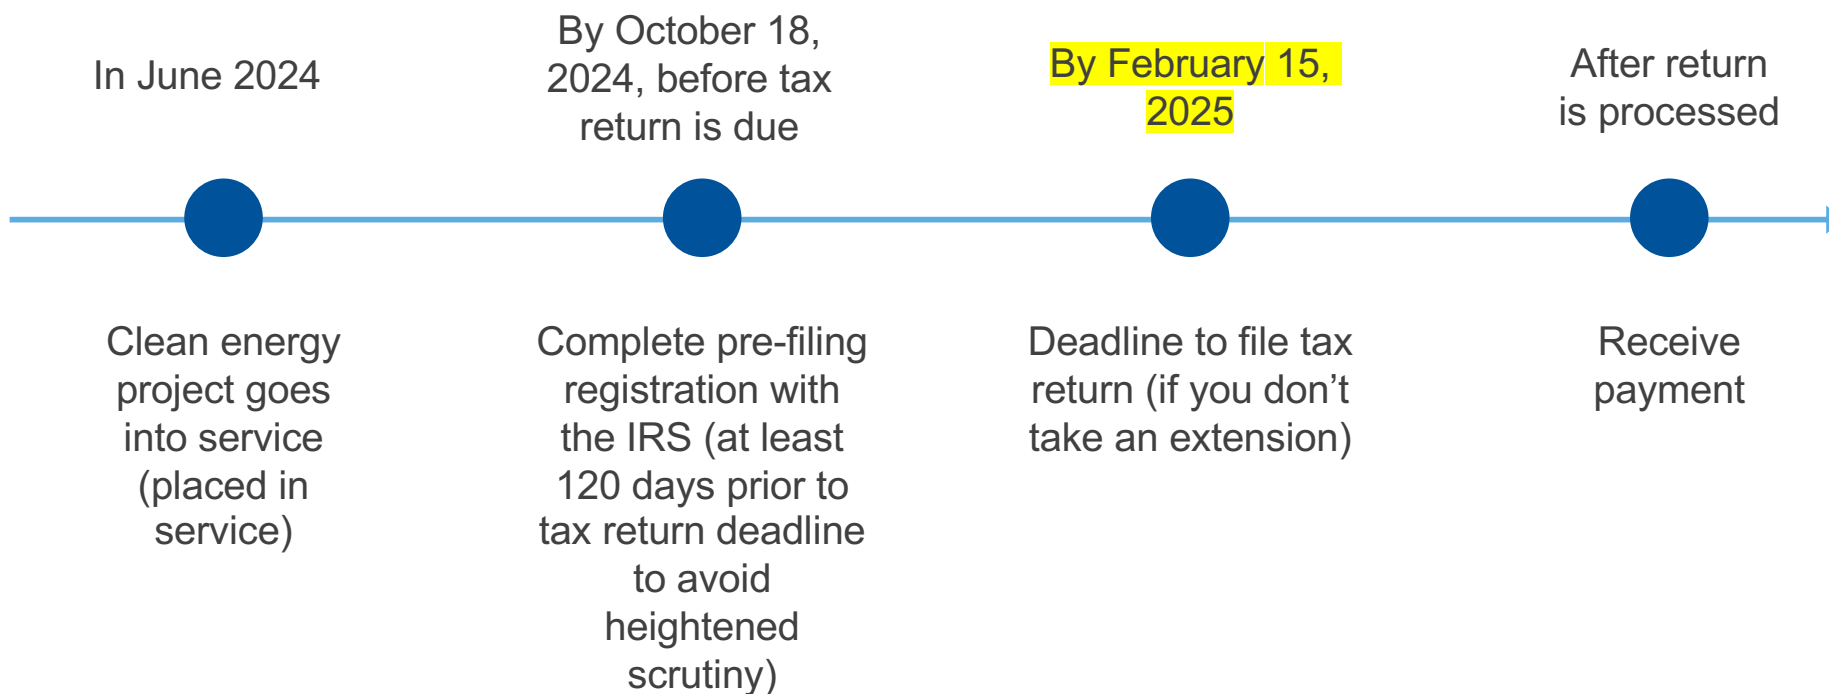 In June 2024
By October 18,
2024, before tax
return is due
By February 15,
2025
After return
is processed
Clean energy
project goes
into service
(placed in
service)
Complete pre-filing
registration with
the IRS (at least
120 days prior to
tax return deadline
to avoid
heightened
scrutiny)
Deadline to file tax
return (if you don’t
take an extension)
Receive
payment